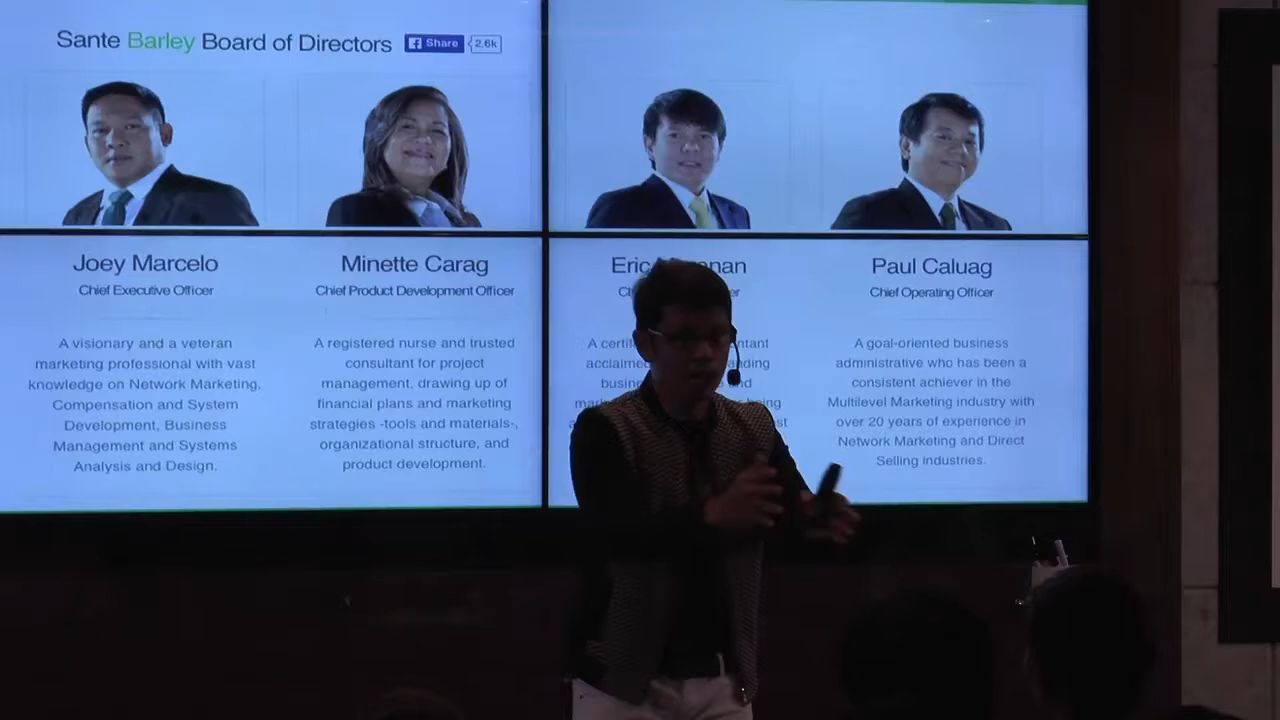 Sante Barley Board of Directors
Share
2.6k
Joey Marcelo
Chief Executive Officer
A visionary and a veteran
marketing professional with vast
knowledge on Network Marketing,
Compensation and System
Development, Business
Management and Systems
Analysis and Design.
Minette Carag
Chief Product Development Officer
A registered nurse and trusted
consultant for project
management, drawing up of
financial plans and marketing
strategies -tools and materials-,
organizational structure, and
product development.
Eric
Paul Caluag
Chief Operating Officer
A goal-oriented business
administrative who has been a
consistent achiever in the
Multilevel Marketing industry with
over 20 years of experience in
Network Marketing and Direct
Selling Industries.